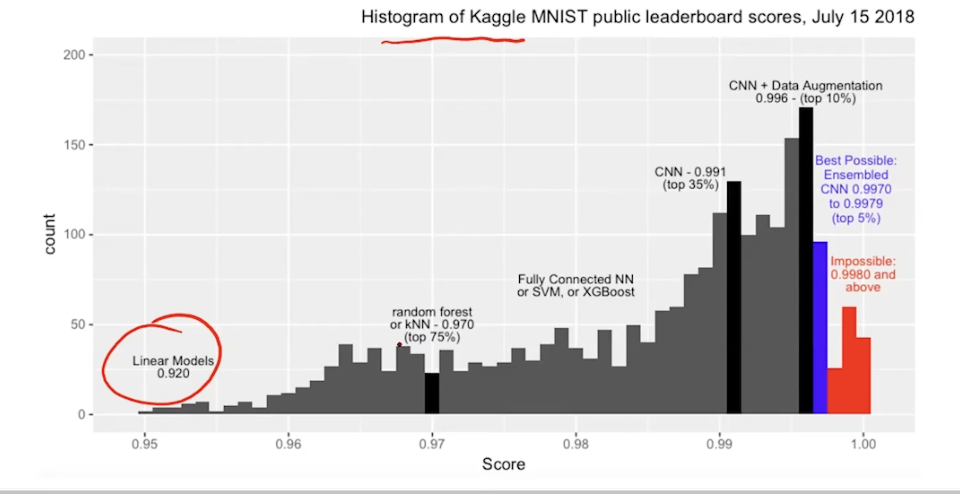 Histogram of Kaggle MNIST public leaderboard scores, July 15 2018
200
150
100
50
0
count
CNN + Data Augmentation
0.996 - (top 10%)
CNN - 0.991
(top 35%)
Best Possible:
Ensembled
CNN 0.9970
to 0.9979
(top 5%)
Impossible:
0.9980 and
above
Fully Connected NN
or SVM, or XGBoost
random forest
or kNN - 0.970
(top 75%)
Linear Models
0.920
0.95
0.96
0.97
0.98
0.99
1.00
Score